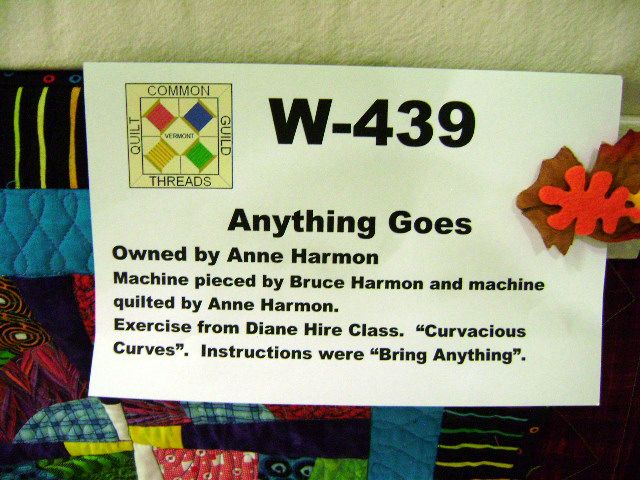 COMMON
QUILT
GUILD
VERMONT
THREADS
W-439
Anything Goes
Owned by Anne Harmon
Machine pieced by Bruce Harmon and machine
quilted by Anne Harmon.
Exercise from Diane Hire Class. “Curvacious
Curves”. Instructions were “Bring Anything”.